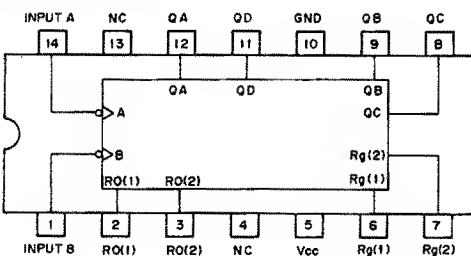 INPUT A NC QA QD GND QB QC
14 13 12 11 10 9 8
QA QD QB
A QC
B Rg(2)
RO(1) RO(2) Rg(1)
1 2 3 4 5 6 7
INPUT B RO(1) RO(2) NC Vcc Rg(1) Rg(2)